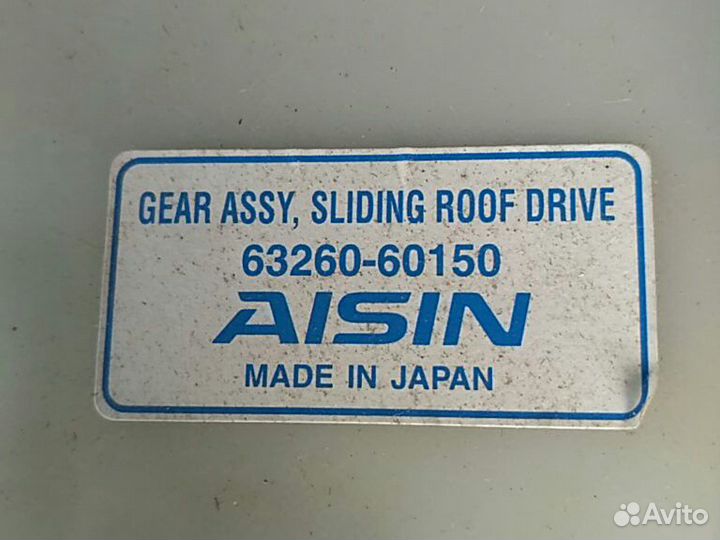 GEAR ASSY, SLIDING ROOF DRIVE
63260-60150
AISIN
MADE IN JAPAN
Avito